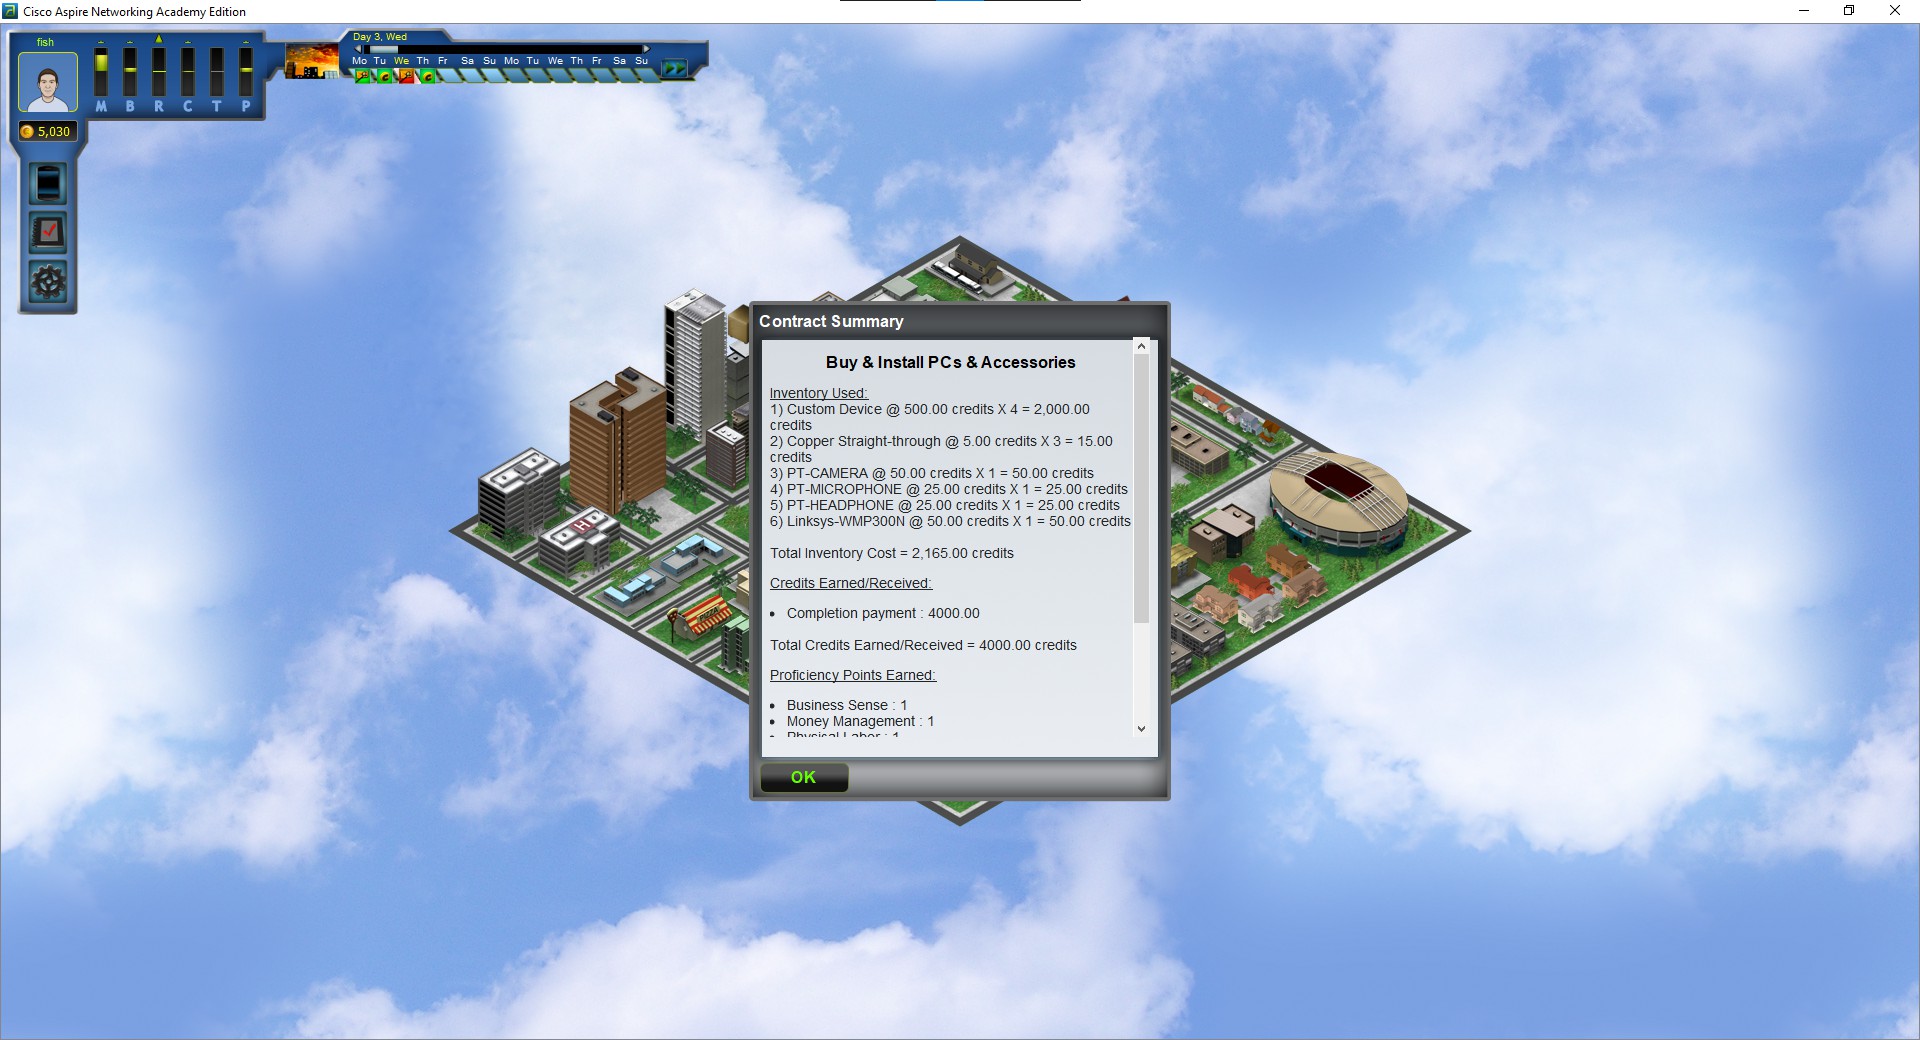 Cisco Aspire Networking Academy Edition
fish
M B R C T P
5,030
Day 3, Wed
Mo Tu We Th Fr Sa Su Mo Tu We Th Fr Sa Su
Contract Summary
Buy & Install PCs & Accessories
Inventory Used:
1) Custom Device @ 500.00 credits X 4 = 2,000.00
credits
2) Copper Straight-through @ 5.00 credits X 3 = 15.00
credits
3) PT-CAMERA @ 50.00 credits X 1 = 50.00 credits
4) PT-MICROPHONE @ 25.00 credits X 1 = 25.00 credits
5) PT-HEADPHONE @ 25.00 credits X 1 = 25.00 credits
6) Linksys-WMP300N @ 50.00 credits X 1 = 50.00 credits
Total Inventory Cost = 2,165.00 credits
Credits Earned/Received:
• Completion payment : 4000.00
Total Credits Earned/Received = 4000.00 credits
Proficiency Points Earned:
• Business Sense : 1
• Money Management : 1
• Physical Labor : 1
OK
H
PIZZA